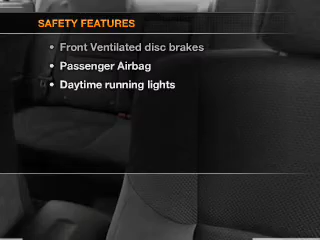 SAFETY FEATURES
• Front Ventilated disc brakes
• Passenger Airbag
• Daytime running lights